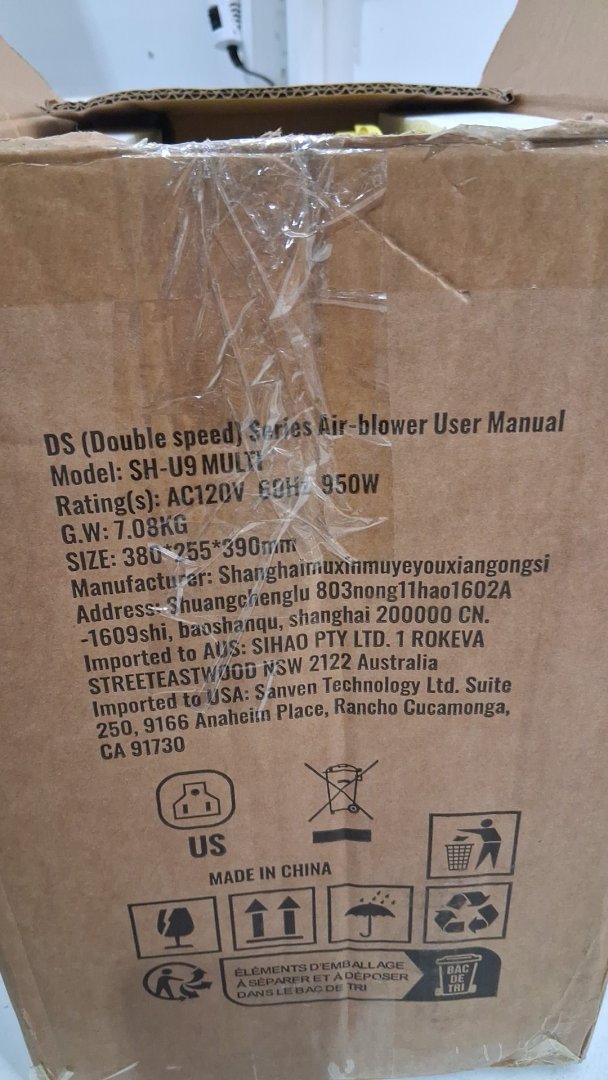 DS (Double speed) Series Air-blower User Manual
Model: SH-U9 MULTI
Rating(s): AC120V 60Hz 950W
G.W: 7.08KG
SIZE: 380*255*390mm
Manufacturer: Shanghaimuxinmuyeyouxiangongsi
Address: Shuangchenglu 803nong11hao1602A
-1609shi, baoshanqu, shanghai 200000 CN.
Imported to AUS: SIHAO PTY LTD. 1 ROKEVA
STREETEASTWOOD NSW 2122 Australia
Imported to USA: Sanven Technology Ltd. Suite
250, 9166 Anaheim Place, Rancho Cucamonga,
CA 91730
US
MADE IN CHINA
ÉLÉMENTS D'EMBALLAGE
À SÉPARER ET À DÉPOSER
DANS LE BAC DE TRI
BAC
DE
TRI